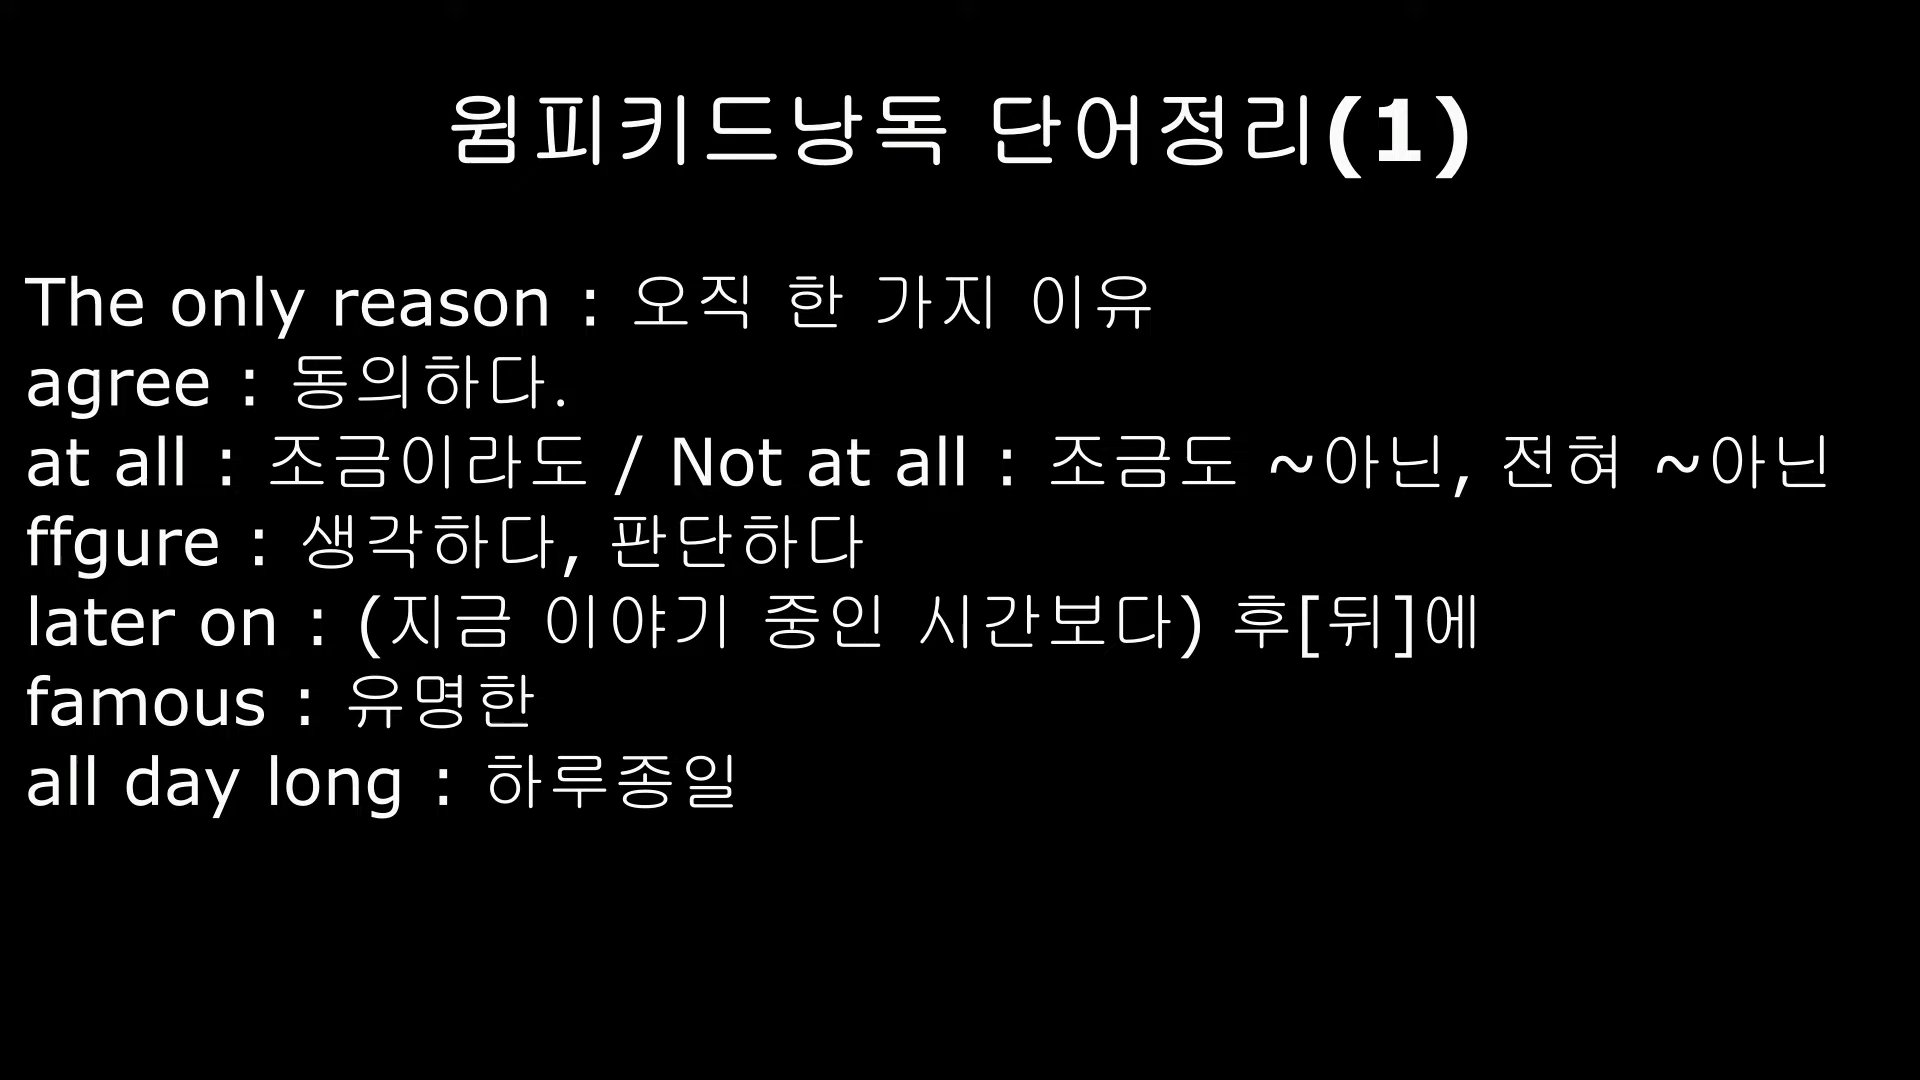 윔피키드낭독 단어정리(1)
The only reason : 오직 한 가지 이유
agree : 동의하다.
at all : 조금이라도 / Not at all : 조금도 ~아닌, 전혀 ~아닌
ffgure : 생각하다, 판단하다
later on : (지금 이야기 중인 시간보다) 후[뒤]에
famous : 유명한
all day long : 하루종일